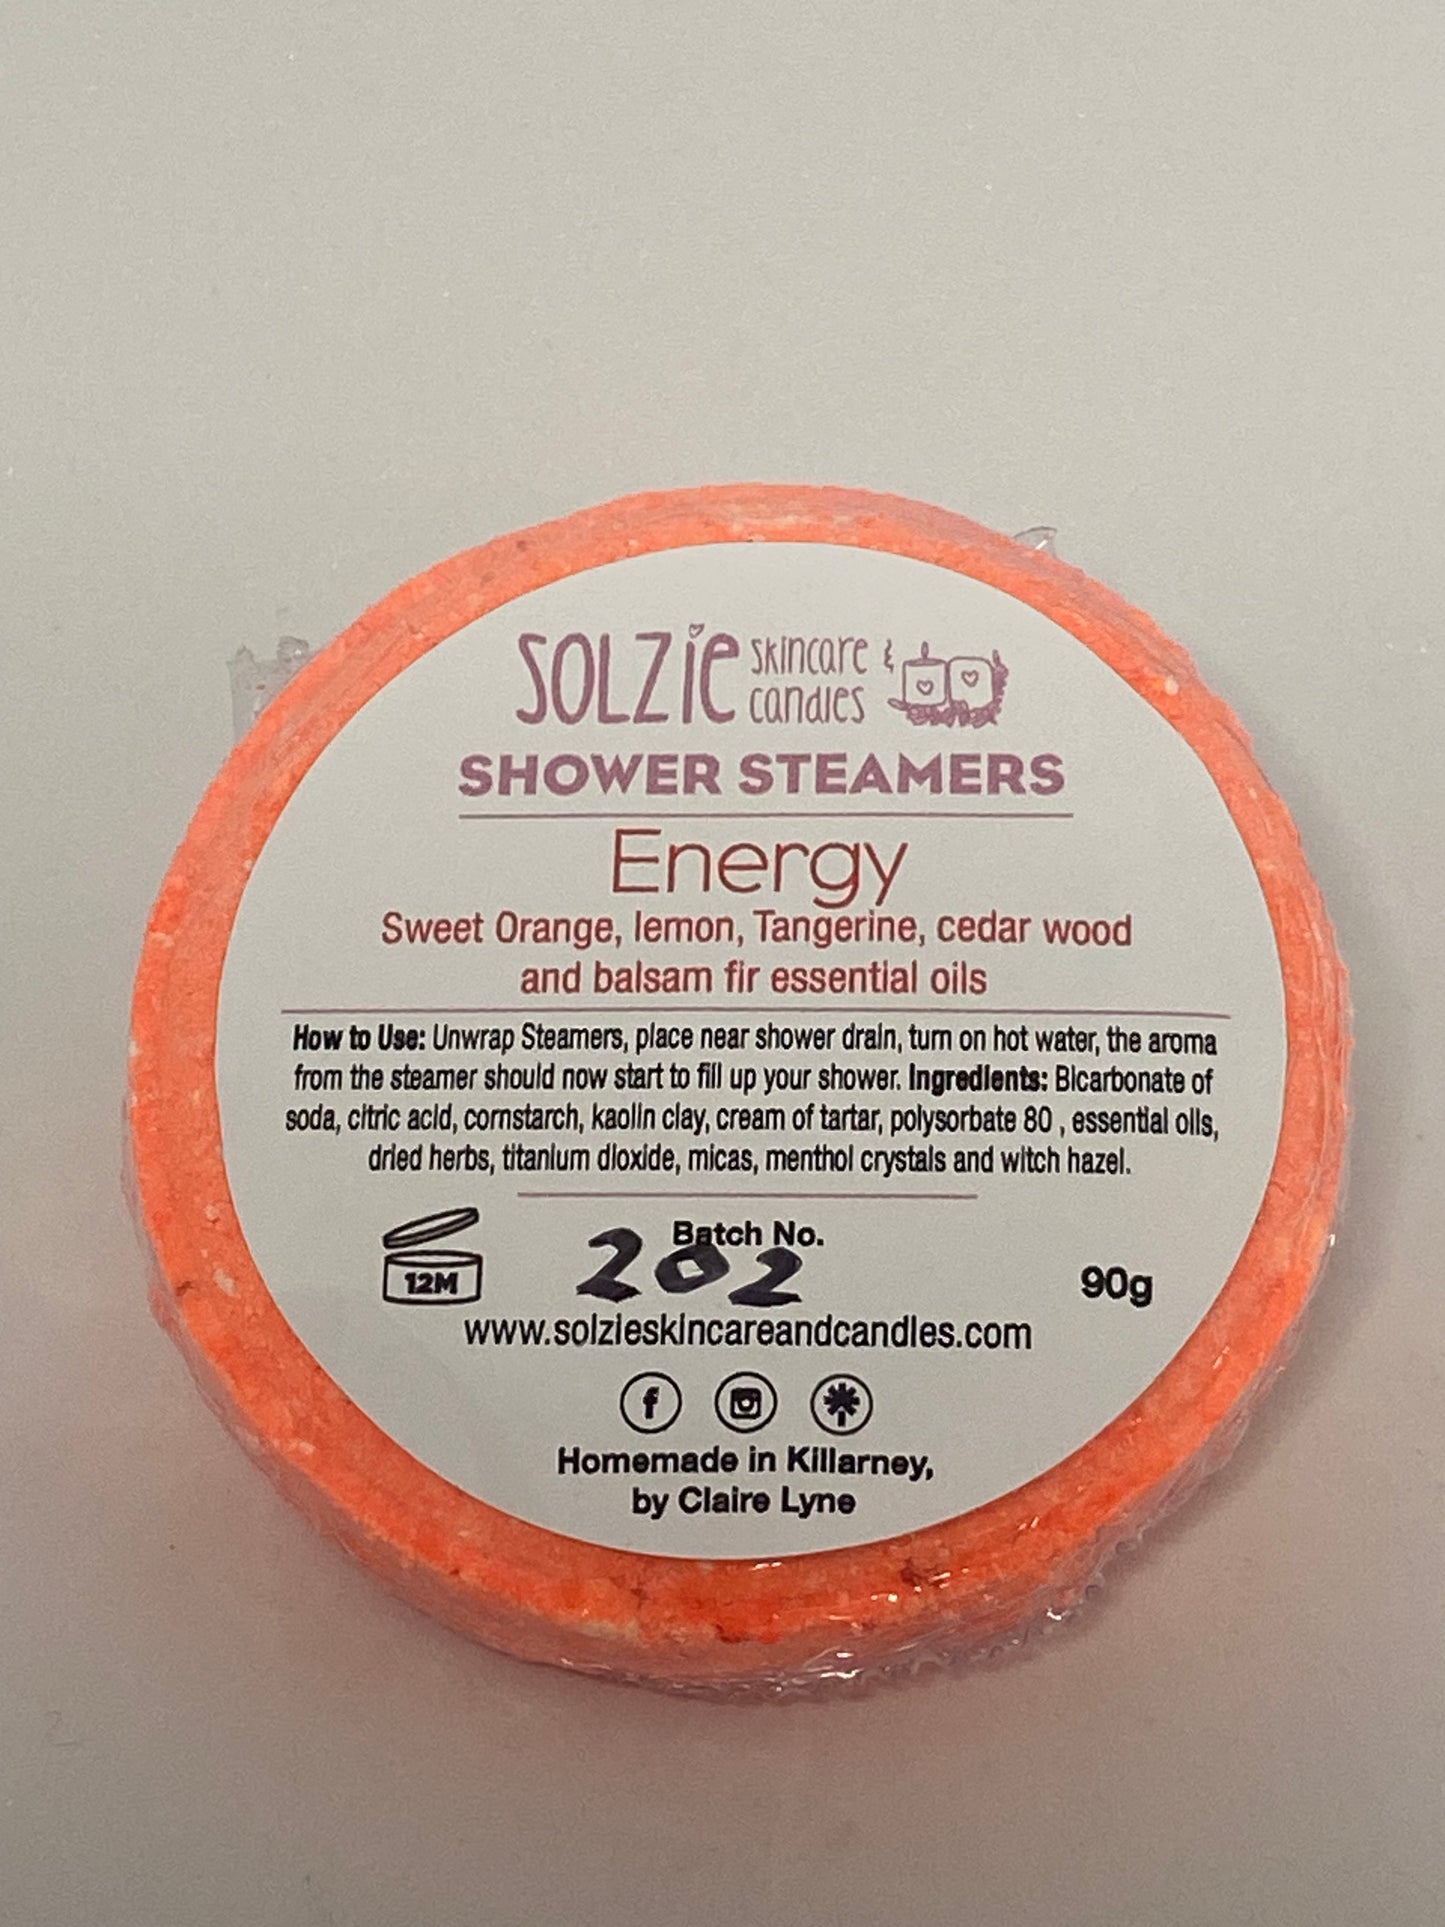 SOLZiE skincare &
candles
SHOWER STEAMERS
Energy
Sweet Orange, lemon, Tangerine, cedar wood
and balsam fir essential oils
How to Use: Unwrap Steamers, place near shower drain, turn on hot water, the aroma
from the steamer should now start to fill up your shower. Ingredients: Bicarbonate of
soda, citric acid, cornstarch, kaolin clay, cream of tartar, polysorbate 80 , essential oils,
dried herbs, titanium dioxide, micas, menthol crystals and witch hazel.
Batch No.
12M
202
90g
www.solzieskincareandcandles.com
Homemade in Killarney,
by Claire Lyne